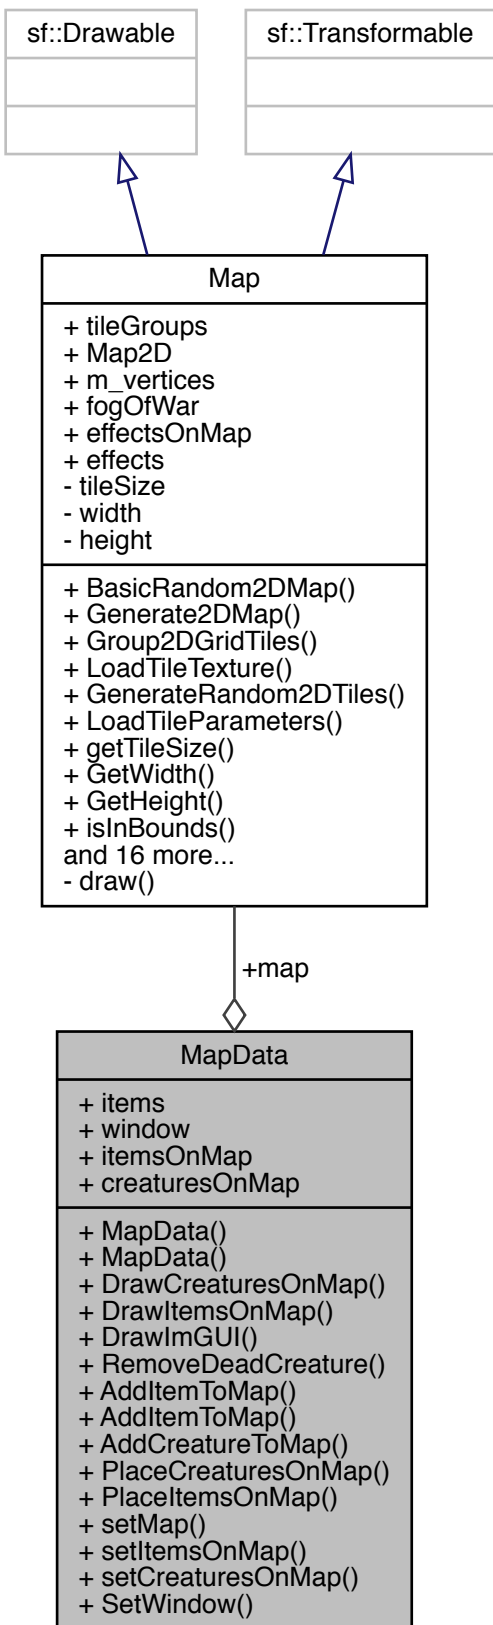 sf::Drawable
sf::Transformable
Map
+ tileGroups
+ Map2D
+ m_vertices
+ fogOfWar
+ effectsOnMap
+ effects
- tileSize
- width
- height
+ BasicRandom2DMap()
+ Generate2DMap()
+ Group2DGridTiles()
+ LoadTileTexture()
+ GenerateRandom2DTiles()
+ LoadTileParameters()
+ getTileSize()
+ GetWidth()
+ GetHeight()
+ isInBounds()
and 16 more...
- draw()
+map
MapData
+ items
+ window
+ itemsOnMap
+ creaturesOnMap
+ MapData()
+ MapData()
+ DrawCreaturesOnMap()
+ DrawItemsOnMap()
+ DrawImGUI()
+ RemoveDeadCreature()
+ AddItemToMap()
+ AddItemToMap()
+ AddCreatureToMap()
+ PlaceCreaturesOnMap()
+ PlaceItemsOnMap()
+ setMap()
+ setItemsOnMap()
+ setCreaturesOnMap()
+ SetWindow()